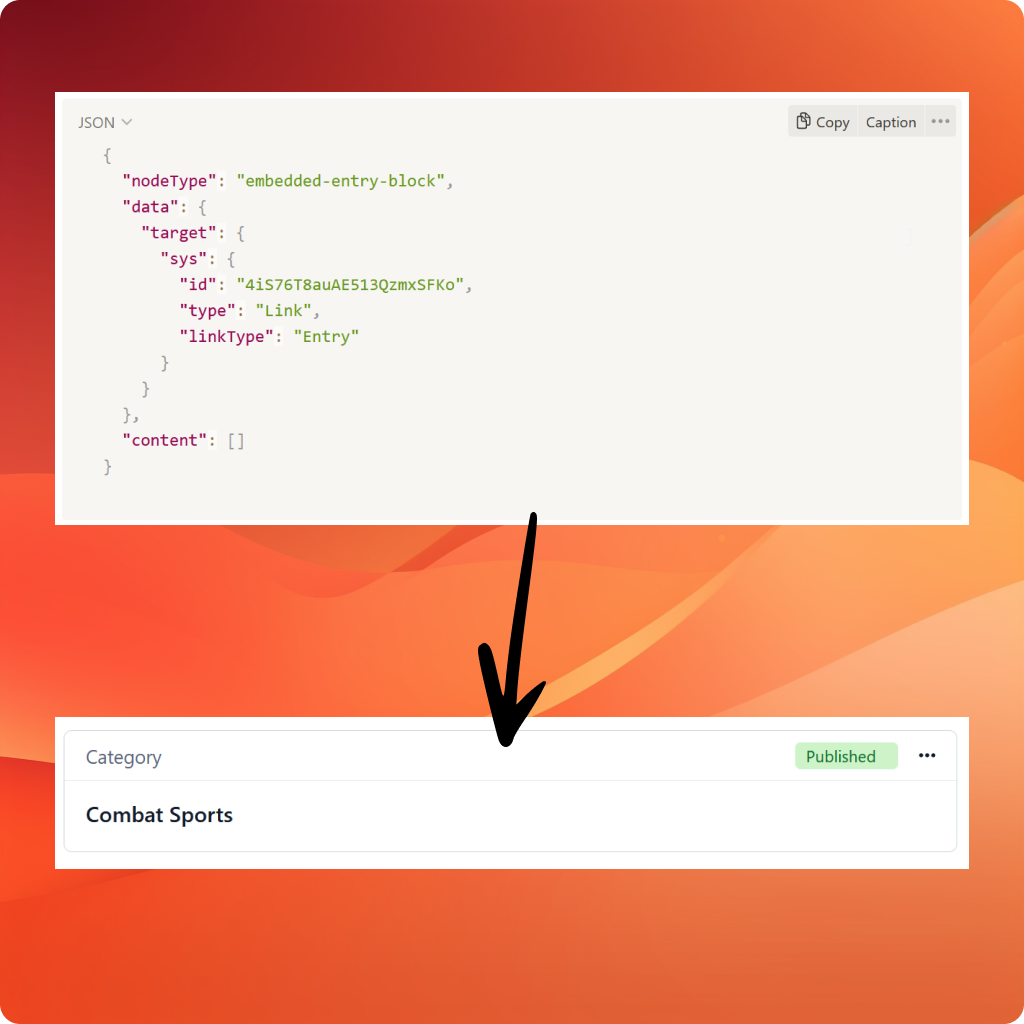 JSON
Copy Caption
{
"nodeType": "embedded-entry-block",
"data": {
"target": {
"sys": {
"id": "4iS76T8auAE513QzmxSFKo",
"type": "Link",
"linkType": "Entry"
}
}
},
"content": []
}
Category
Published
Combat Sports